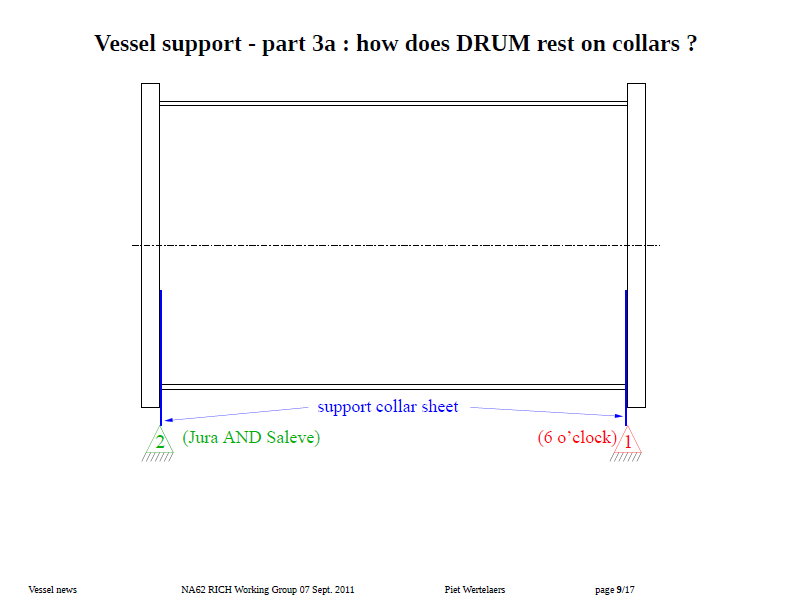 Vessel support - part 3a : how does DRUM rest on collars ?
support collar sheet
2 (Jura AND Saleve) (6 o'clock) 1
Vessel news NA62 RICH Working Group 07 Sept. 2011 Piet Wertelaers page 9/17